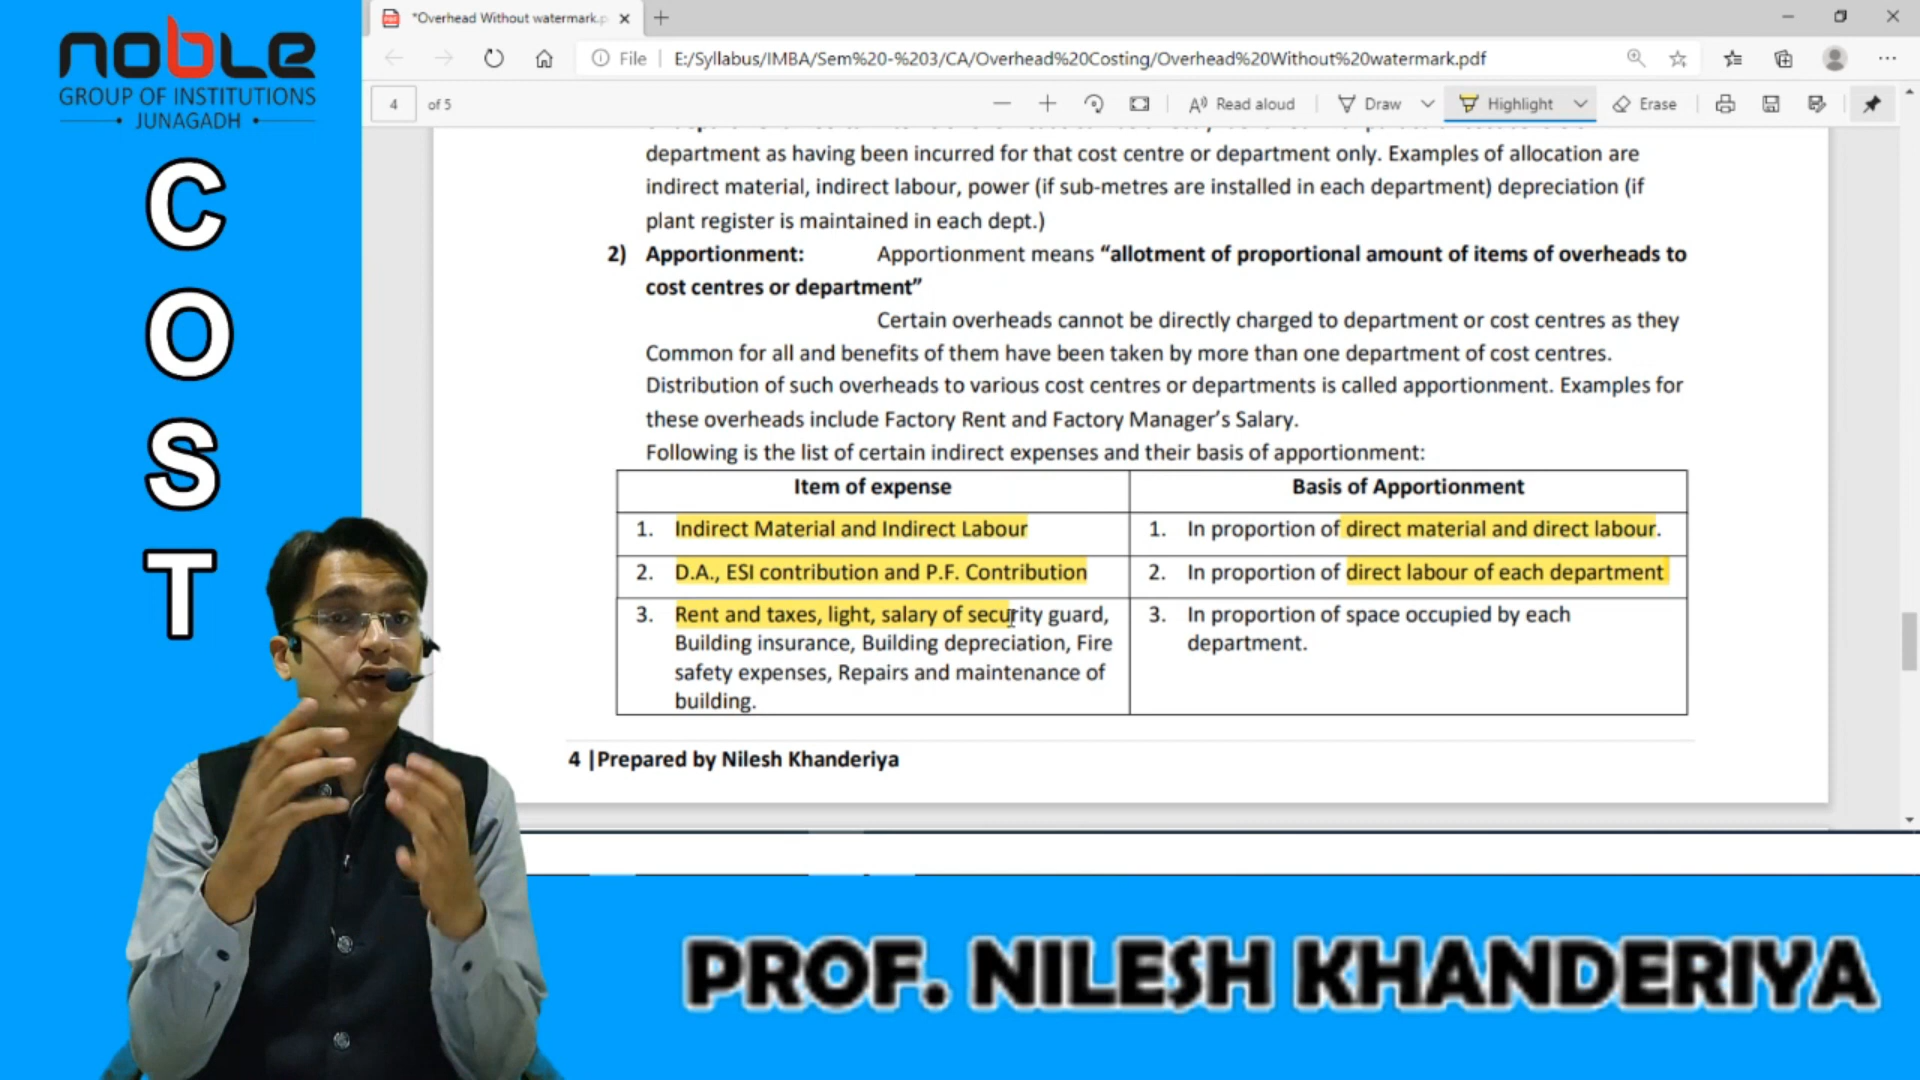 noble
GROUP OF INSTITUTIONS
JUNAGADH
C
O
S
T
*Overhead Without watermark.p
File
E:/Syllabus/IMBA/Sem%20-%203/CA/Overhead%20Costing/Overhead%20Without%20watermark.pdf
4 of 5
Read aloud
Draw
Highlight
Erase
department as having been incurred for that cost centre or department only. Examples of allocation are
indirect material, indirect labour, power (if sub-metres are installed in each department) depreciation (if
plant register is maintained in each dept.)
2) Apportionment: Apportionment means “allotment of proportional amount of items of overheads to
cost centres or department”
Certain overheads cannot be directly charged to department or cost centres as they
Common for all and benefits of them have been taken by more than one department of cost centres.
Distribution of such overheads to various cost centres or departments is called apportionment. Examples for
these overheads include Factory Rent and Factory Manager’s Salary.
Following is the list of certain indirect expenses and their basis of apportionment:
Item of expense
Basis of Apportionment
1. Indirect Material and Indirect Labour
1. In proportion of direct material and direct labour.
2. D.A., ESI contribution and P.F. Contribution
2. In proportion of direct labour of each department
3. Rent and taxes, light, salary of security guard,
Building insurance, Building depreciation, Fire
safety expenses, Repairs and maintenance of
building.
3. In proportion of space occupied by each
department.
4 |Prepared by Nilesh Khanderiya
PROF. NILESH KHANDERIYA